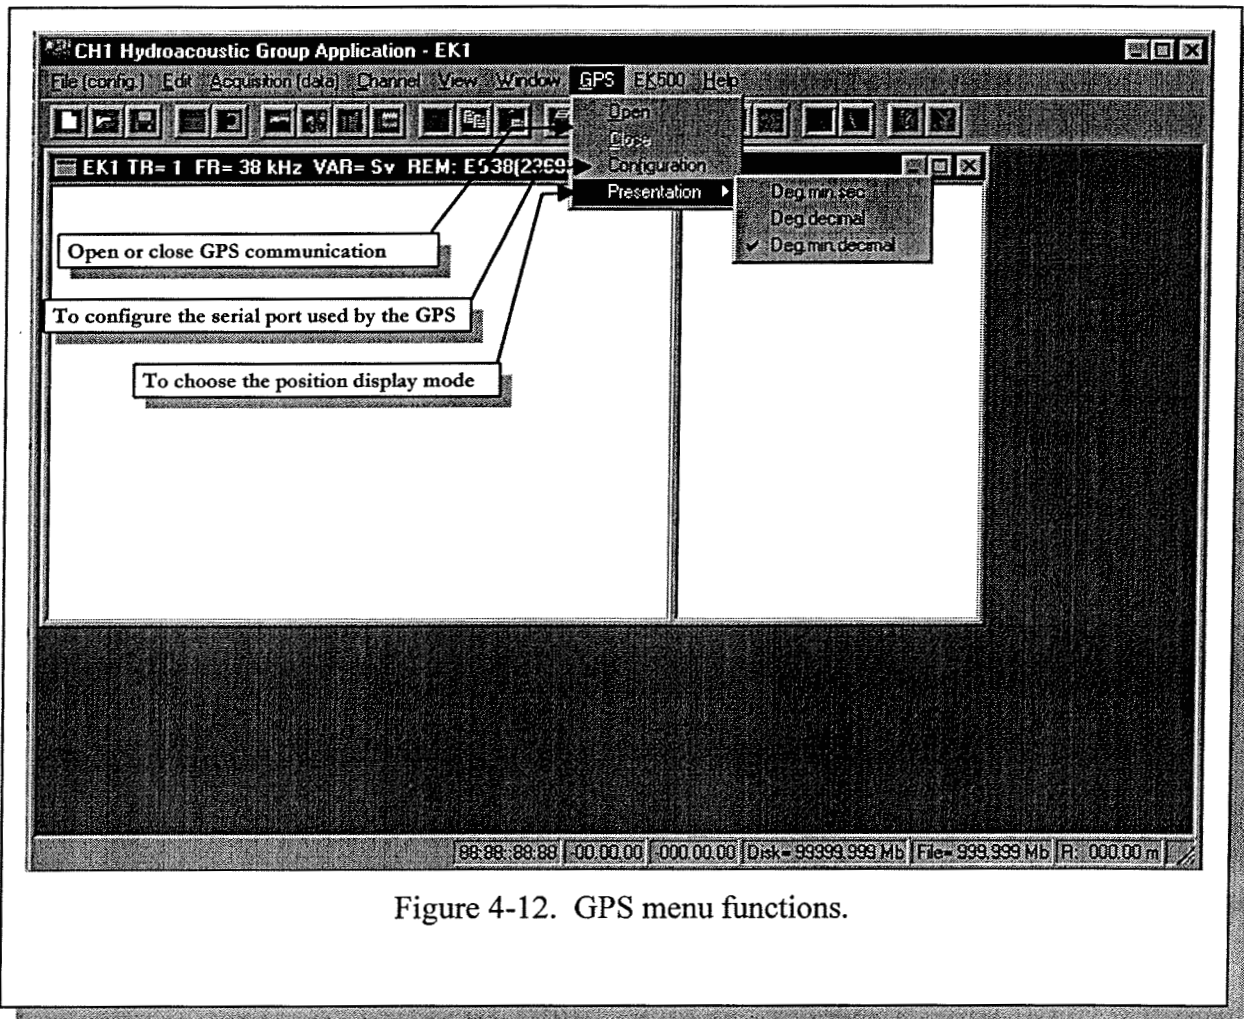 CH1 Hydroacoustic Group Application - EK1
File (config.) Edit Acquisition (data) Channel View Window GPS EK500 Help
Open
Close
Configuration
Presentation
EK1 TR= 1 FR= 38 kHz VAR= Sv REM: ES38(2369
Deg.min.sec
Deg.decimal
Deg.min.decimal
Open or close GPS communication
To configure the serial port used by the GPS
To choose the position display mode
88:88:88:88 -00.00.00 -000.00.00 Disk= 99999.999 Mb File= 999.999 Mb R: 000.00 m
Figure 4-12. GPS menu functions.